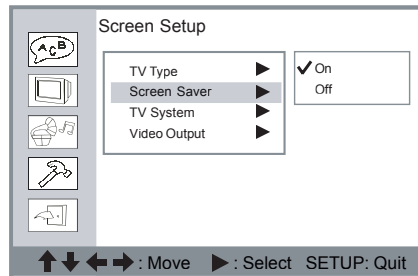 Screen Setup
A C B
TV Type
Screen Saver
TV System
Video Output
On
Off
: Move : Select SETUP: Quit